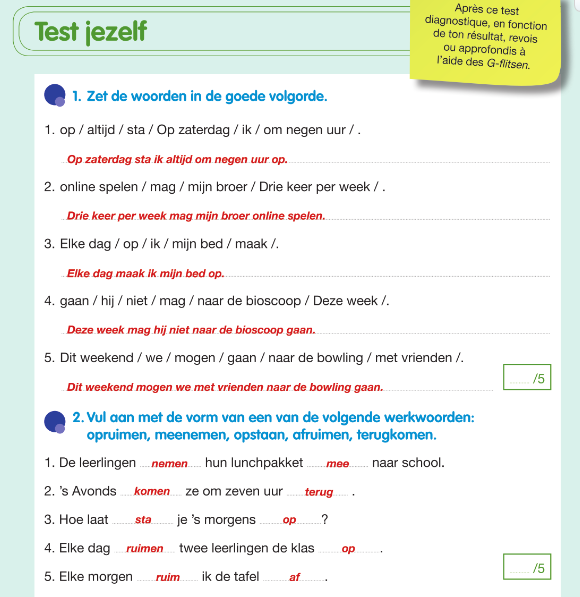 Test jezelf
Après ce test
diagnostique, en fonction
de ton résultat, revois
ou approfondis à
l'aide des G-flitsen.
1. Zet de woorden in de goede volgorde.
1. op / altijd / sta / Op zaterdag / ik / om negen uur / .
Op zaterdag sta ik altijd om negen uur op.
2. online spelen / mag / mijn broer / Drie keer per week / .
Drie keer per week mag mijn broer online spelen.
3. Elke dag / op / ik / mijn bed / maak /.
Elke dag maak ik mijn bed op.
4. gaan / hij / niet / mag / naar de bioscoop / Deze week /.
Deze week mag hij niet naar de bioscoop gaan.
5. Dit weekend / we / mogen / gaan / naar de bowling / met vrienden /.
Dit weekend mogen we met vrienden naar de bowling gaan.
/5
2. Vul aan met de vorm van een van de volgende werkwoorden:
opruimen, meenemen, opstaan, afruimen, terugkomen.
1. De leerlingen nemen hun lunchpakket mee naar school.
2. 's Avonds komen ze om zeven uur terug .
3. Hoe laat sta je 's morgens op ?
4. Elke dag ruimen twee leerlingen de klas op .
5. Elke morgen ruim ik de tafel af .
/5